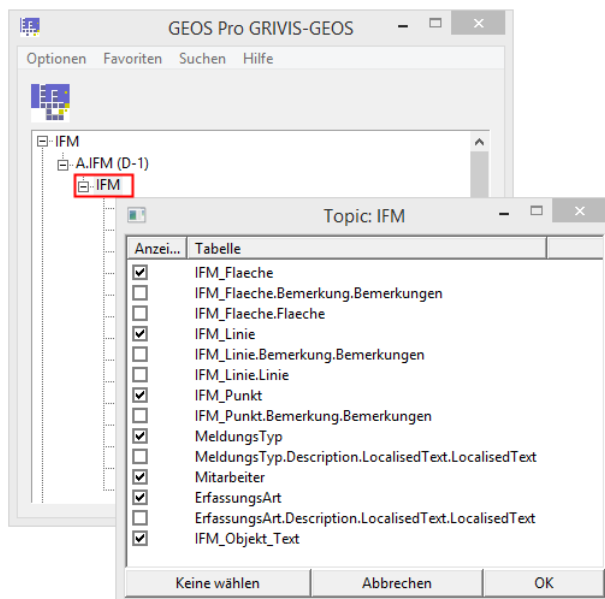 GEOS Pro GRIVIS-GEOS
Optionen Favoriten Suchen Hilfe
IFM
A.IFM (D-1)
IFM
Topic: IFM
Anzei... Tabelle
IFM_Flaeche
IFM_Flaeche.Bemerkung.Bemerkungen
IFM_Flaeche.Flaeche
IFM_Linie
IFM_Linie.Bemerkung.Bemerkungen
IFM_Linie.Linie
IFM_Punkt
IFM_Punkt.Bemerkung.Bemerkungen
MeldungsTyp
MeldungsTyp.Description.LocalisedText.LocalisedText
Mitarbeiter
ErfassungsArt
ErfassungsArt.Description.LocalisedText.LocalisedText
IFM_Objekt_Text
Keine wählen Abbrechen OK